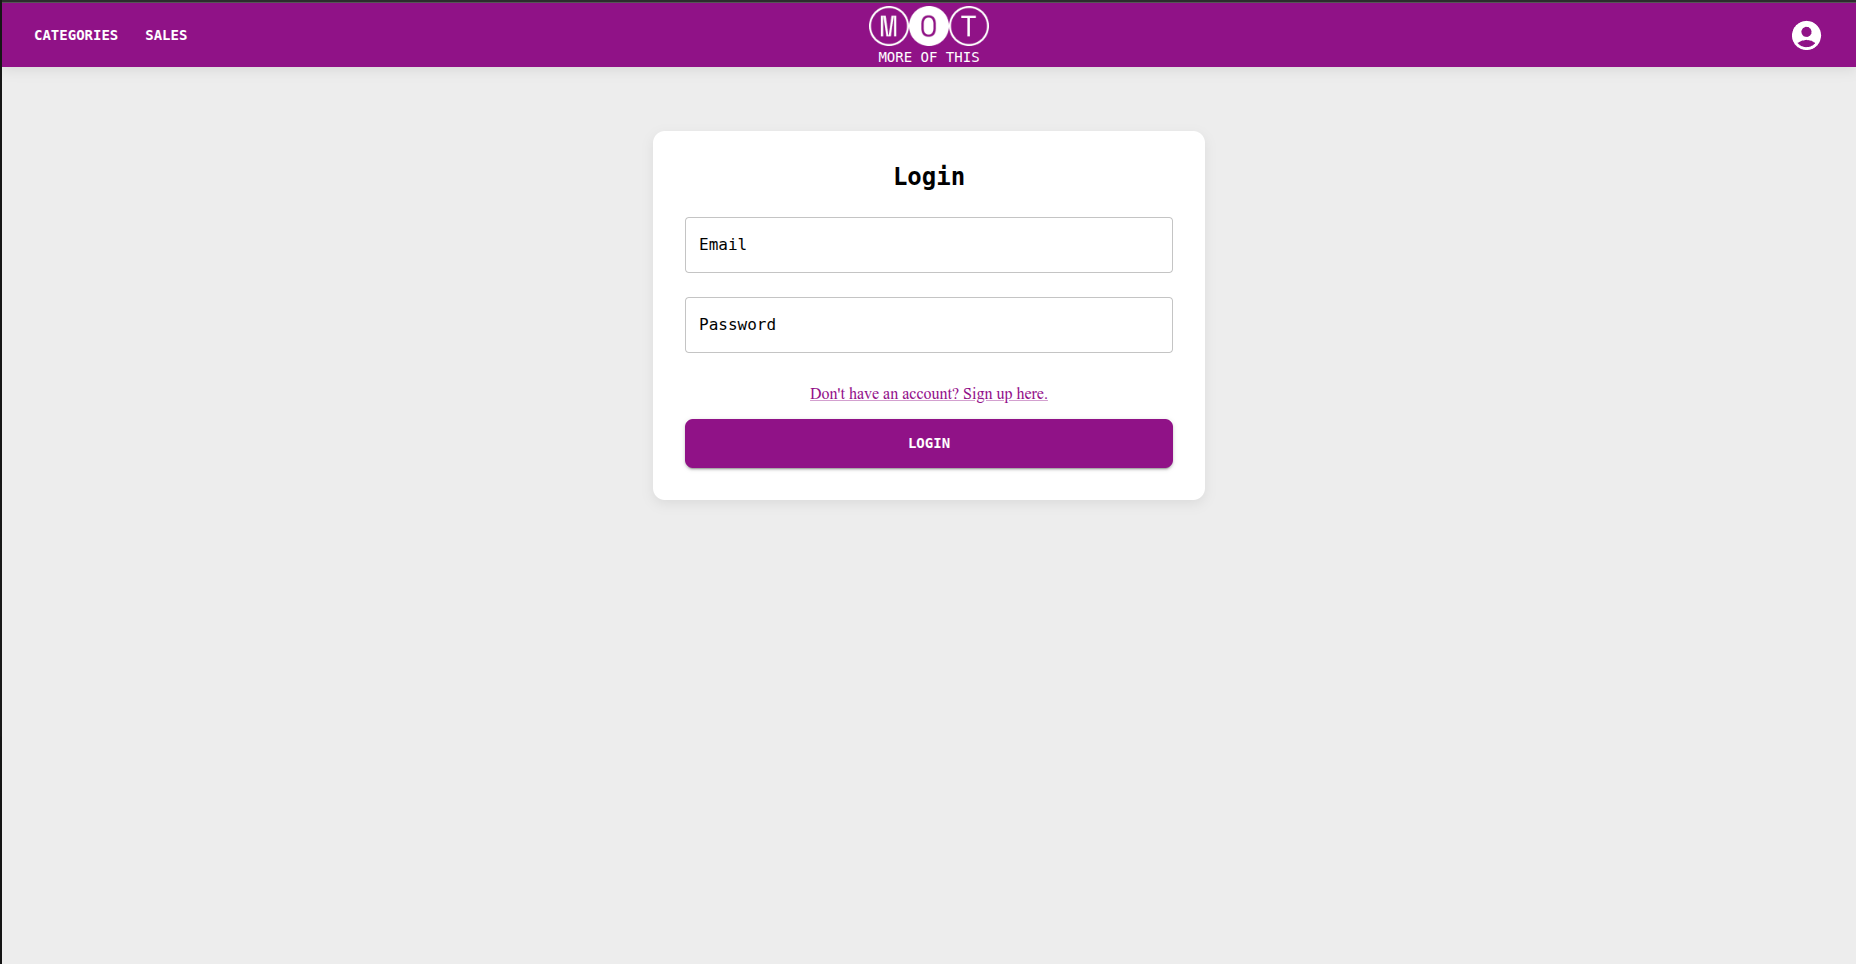 CATEGORIES SALES
MOT
MORE OF THIS
Login
Email
Password
Don't have an account? Sign up here.
LOGIN